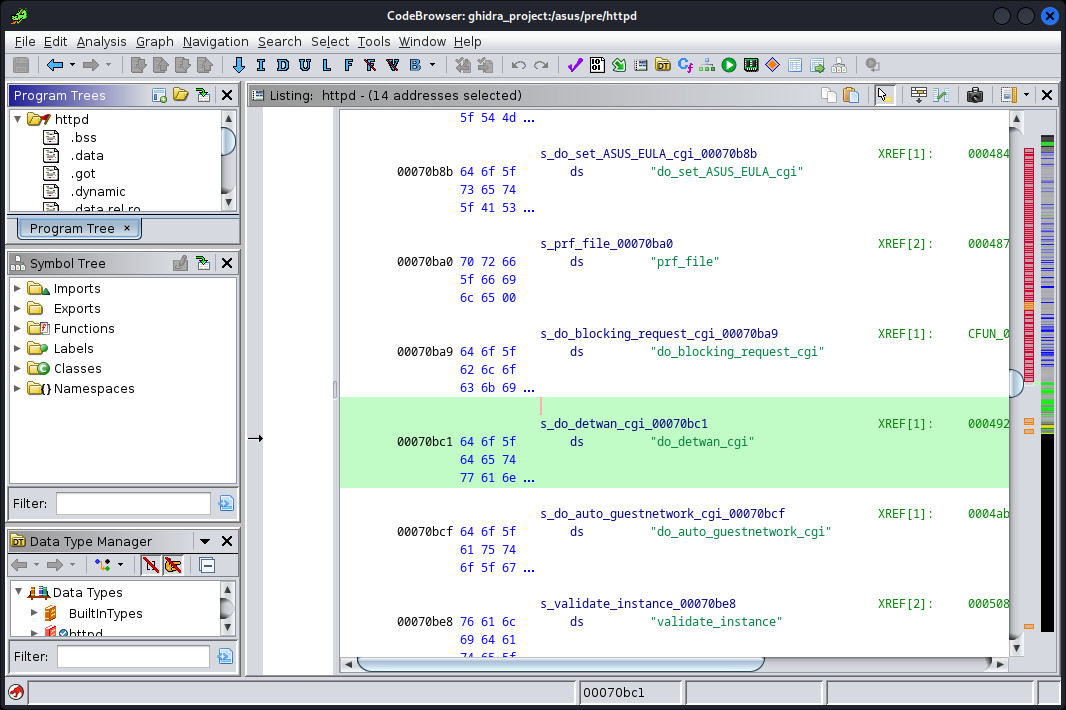 CodeBrowser: ghidra_project:/asus/pre/httpd
File Edit Analysis Graph Navigation Search Select Tools Window Help
I D U L F B
Program Trees
httpd
.bss
.data
.got
.dynamic
.data.rel.ro
Program Tree ×
Symbol Tree
Imports
Exports
Functions
Labels
Classes
Namespaces
Filter:
Data Type Manager
Data Types
BuiltInTypes
httpd
Filter:
Listing: httpd - (14 addresses selected)
5f 54 4d ...
s_do_set_ASUS_EULA_cgi_00070b8b XREF[1]: 000484
00070b8b 64 6f 5f ds "do_set_ASUS_EULA_cgi"
73 65 74
5f 41 53 ...
s_prf_file_00070ba0 XREF[2]: 000487
00070ba0 70 72 66 ds "prf_file"
5f 66 69
6c 65 00
s_do_blocking_request_cgi_00070ba9 XREF[1]: CFUN_0
00070ba9 64 6f 5f ds "do_blocking_request_cgi"
62 6c 6f
63 6b 69 ...
s_do_detwan_cgi_00070bc1 XREF[1]: 000492
00070bc1 64 6f 5f ds "do_detwan_cgi"
64 65 74
77 61 6e ...
s_do_auto_guestnetwork_cgi_00070bcf XREF[1]: 0004ab
00070bcf 64 6f 5f ds "do_auto_guestnetwork_cgi"
61 75 74
6f 5f 67 ...
s_validate_instance_00070be8 XREF[2]: 000508
00070be8 76 61 6c ds "validate_instance"
69 64 61
74 65 5f
00070bc1